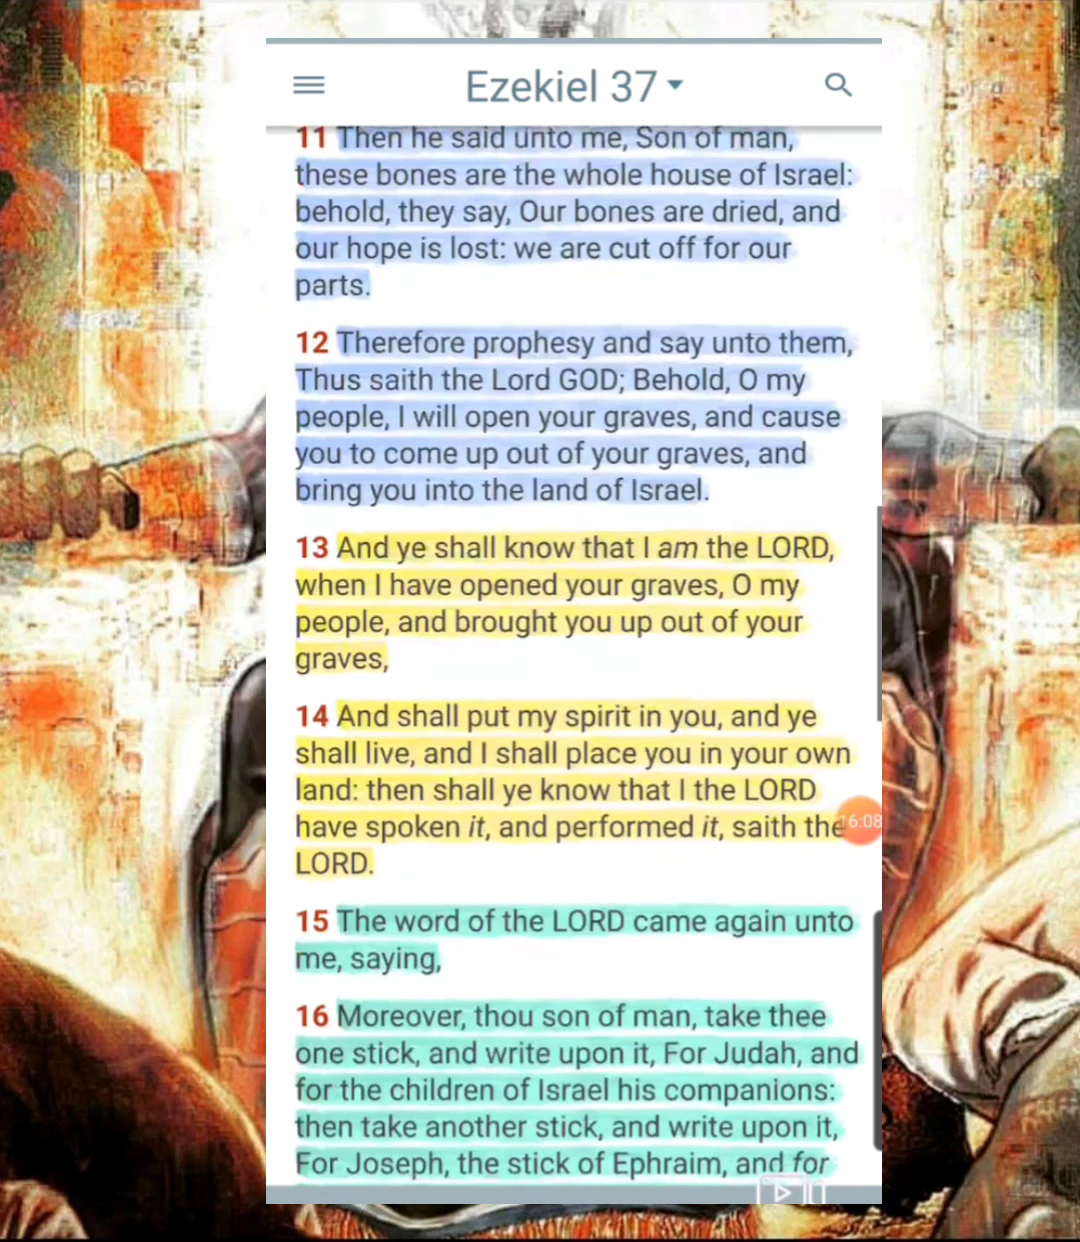 Ezekiel 37
11 Then he said unto me, Son of man,
these bones are the whole house of Israel:
behold, they say, Our bones are dried, and
our hope is lost: we are cut off for our
parts.
12 Therefore prophesy and say unto them,
Thus saith the Lord GOD; Behold, O my
people, I will open your graves, and cause
you to come up out of your graves, and
bring you into the land of Israel.
13 And ye shall know that I am the LORD,
when I have opened your graves, O my
people, and brought you up out of your
graves,
14 And shall put my spirit in you, and ye
shall live, and I shall place you in your own
land: then shall ye know that I the LORD
have spoken it, and performed it, saith the
16:08
LORD.
15 The word of the LORD came again unto
me, saying,
16 Moreover, thou son of man, take thee
one stick, and write upon it, For Judah, and
for the children of Israel his companions:
then take another stick, and write upon it,
For Joseph, the stick of Ephraim, and for